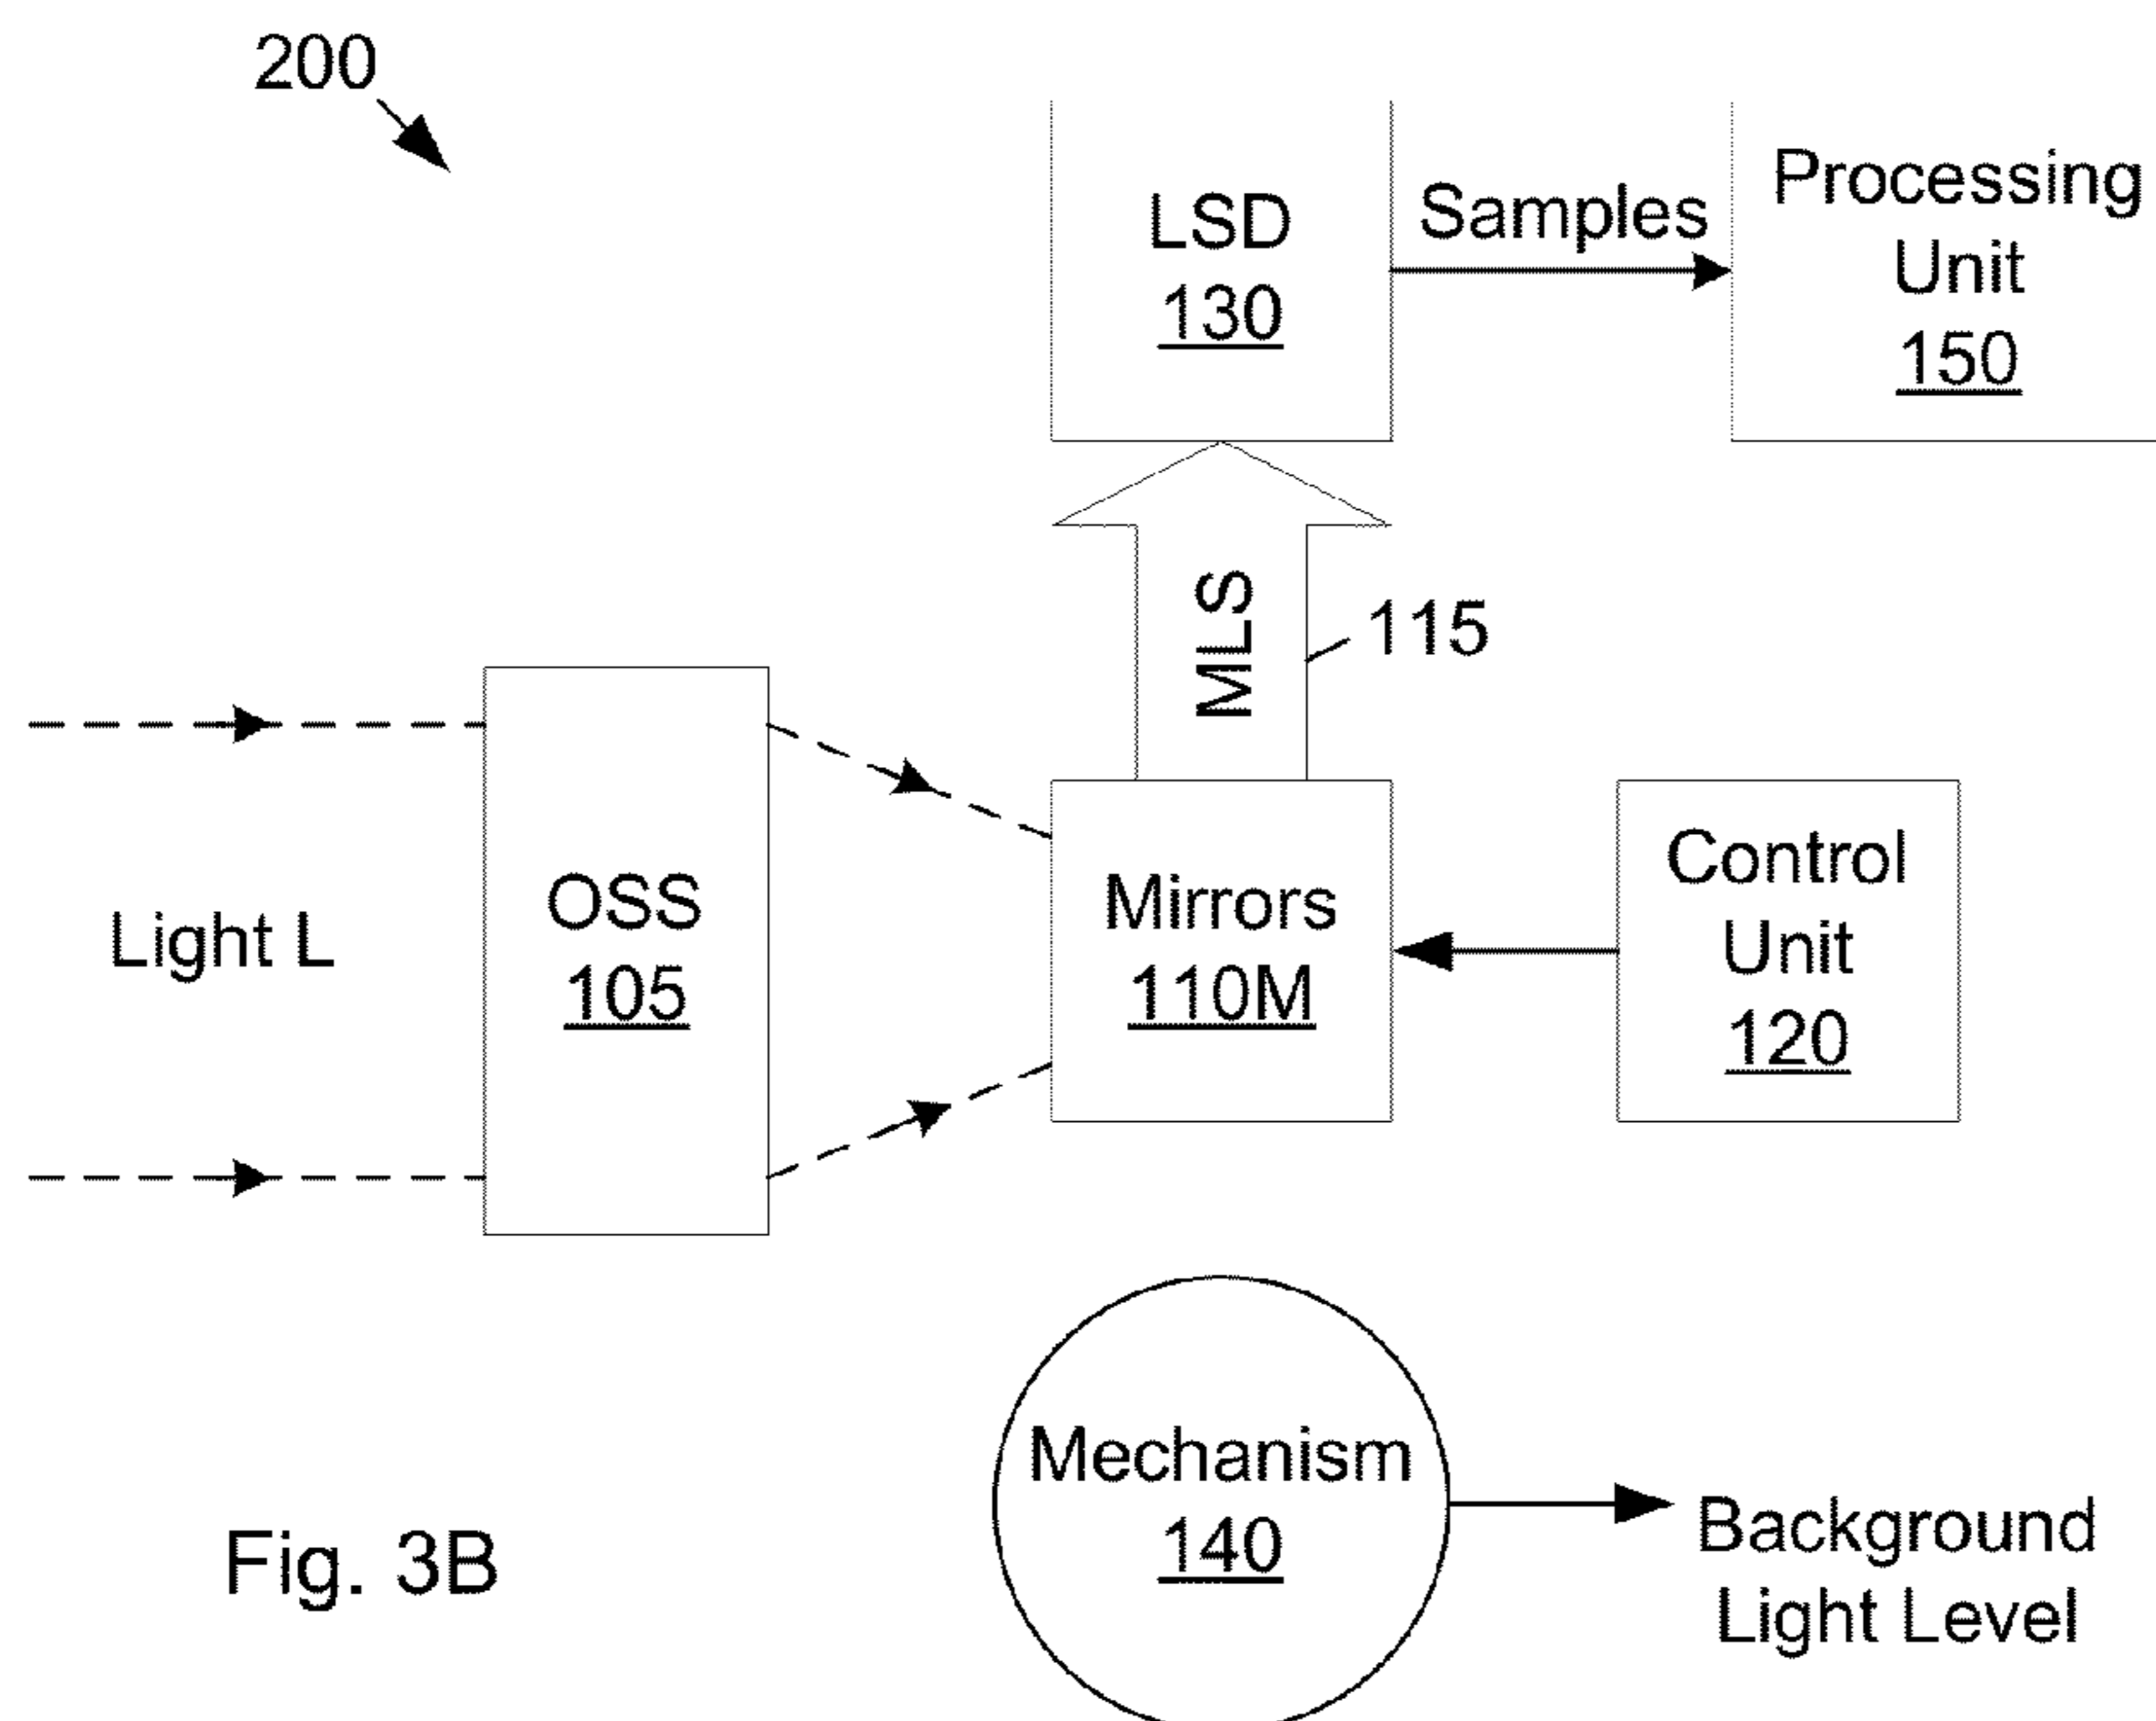 200
LSD
130
Samples
Processing
Unit
150
MLS
115
Light L
OSS
105
Mirrors
110M
Control
Unit
120
Mechanism
140
Background
Light Level
Fig. 3B